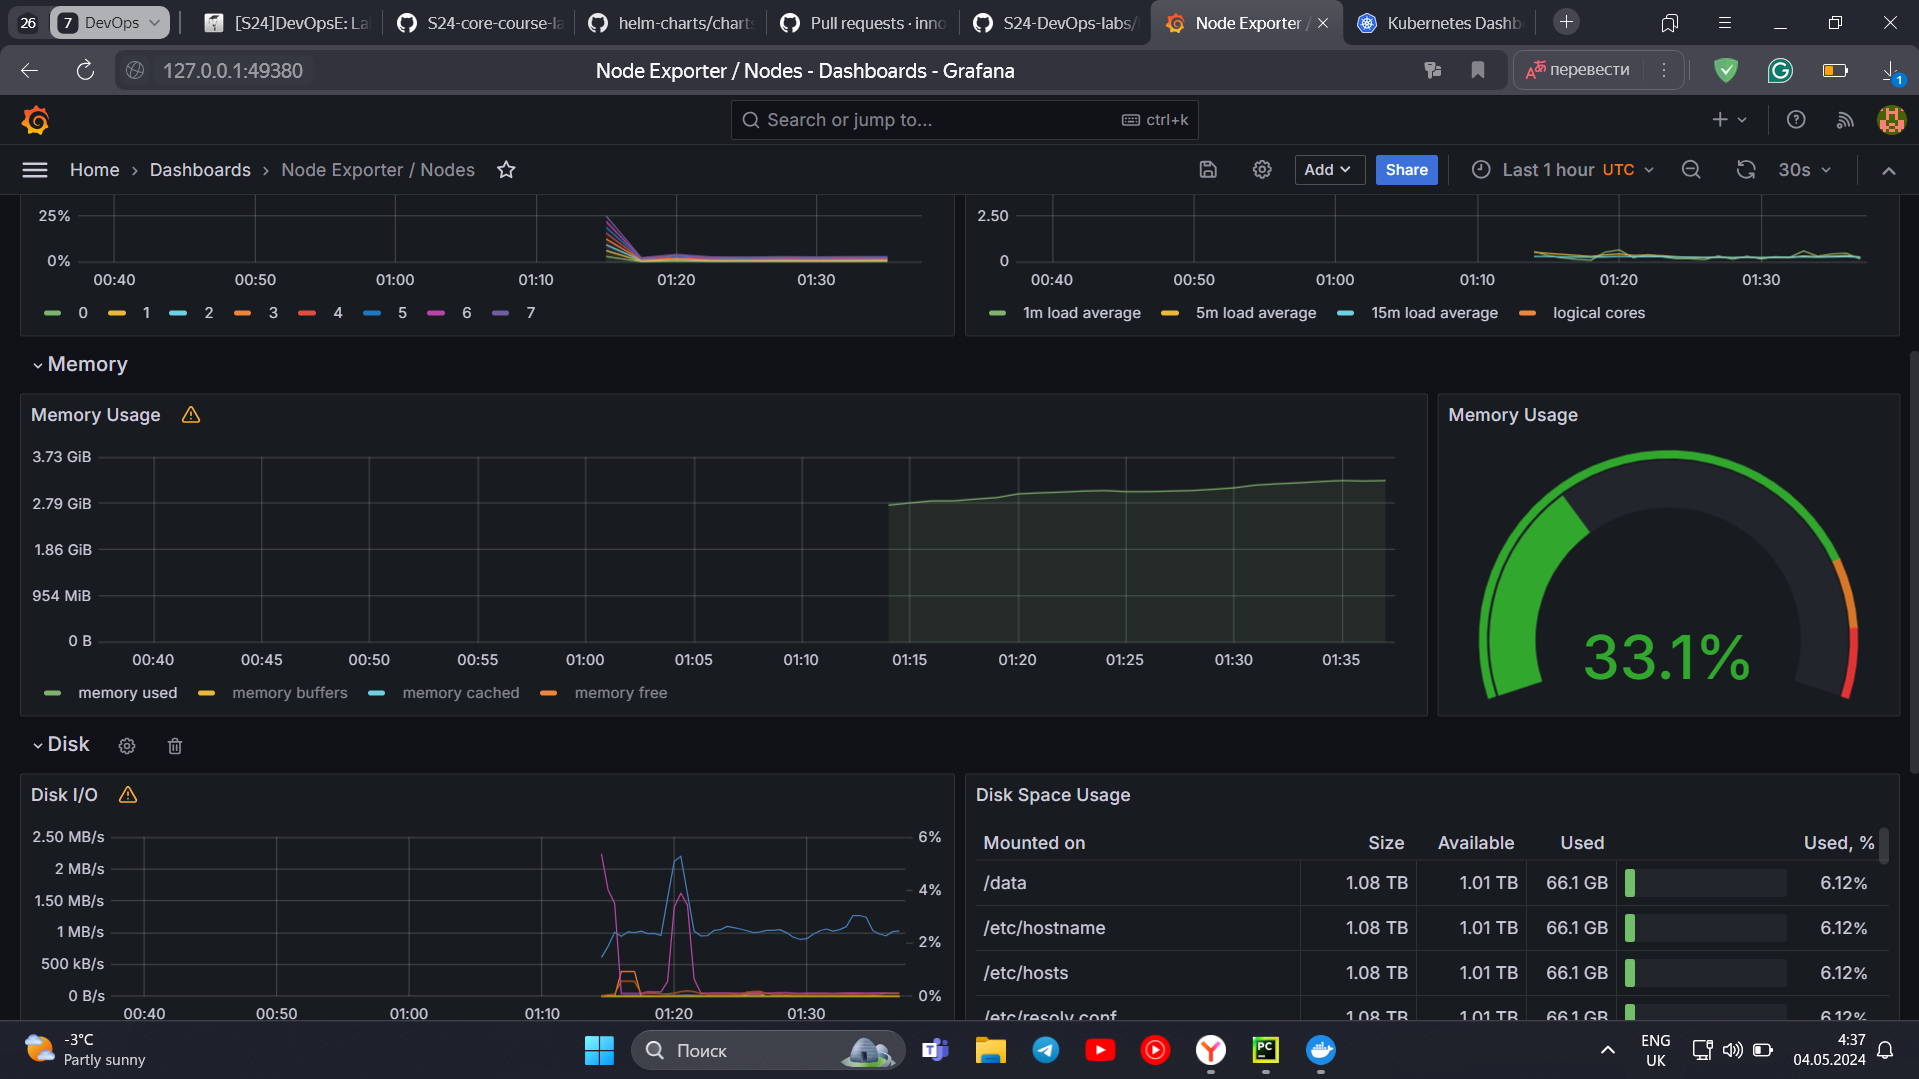 26
7 DevOps
[S24]DevOpsE: La
S24-core-course-la
helm-charts/charts
Pull requests · inno
S24-DevOps-labs/
Node Exporter /
Kubernetes Dashb
127.0.0.1:49380
Node Exporter / Nodes - Dashboards - Grafana
перевести
1
Search or jump to...
ctrl+k
Home › Dashboards › Node Exporter / Nodes
Add
Share
Last 1 hour UTC
30s
25%
0%
00:40 00:50 01:00 01:10 01:20 01:30
0 1 2 3 4 5 6 7
2.50
0
00:40 00:50 01:00 01:10 01:20 01:30
1m load average 5m load average 15m load average logical cores
Memory
Memory Usage
3.73 GiB
2.79 GiB
1.86 GiB
954 MiB
0 B
00:40 00:45 00:50 00:55 01:00 01:05 01:10 01:15 01:20 01:25 01:30 01:35
memory used memory buffers memory cached memory free
Memory Usage
33.1%
Disk
Disk I/O
2.50 MB/s
2 MB/s
1.50 MB/s
1 MB/s
500 kB/s
0 B/s
6%
4%
2%
0%
00:40 00:50 01:00 01:10 01:20 01:30
Disk Space Usage
Mounted on Size Available Used Used, %
/data 1.08 TB 1.01 TB 66.1 GB 6.12%
/etc/hostname 1.08 TB 1.01 TB 66.1 GB 6.12%
/etc/hosts 1.08 TB 1.01 TB 66.1 GB 6.12%
/etc/resolv.conf 1.08 TB 1.01 TB 66.1 GB 6.12%
-3°C
Partly sunny
Поиск
ENG
UK
4:37
04.05.2024